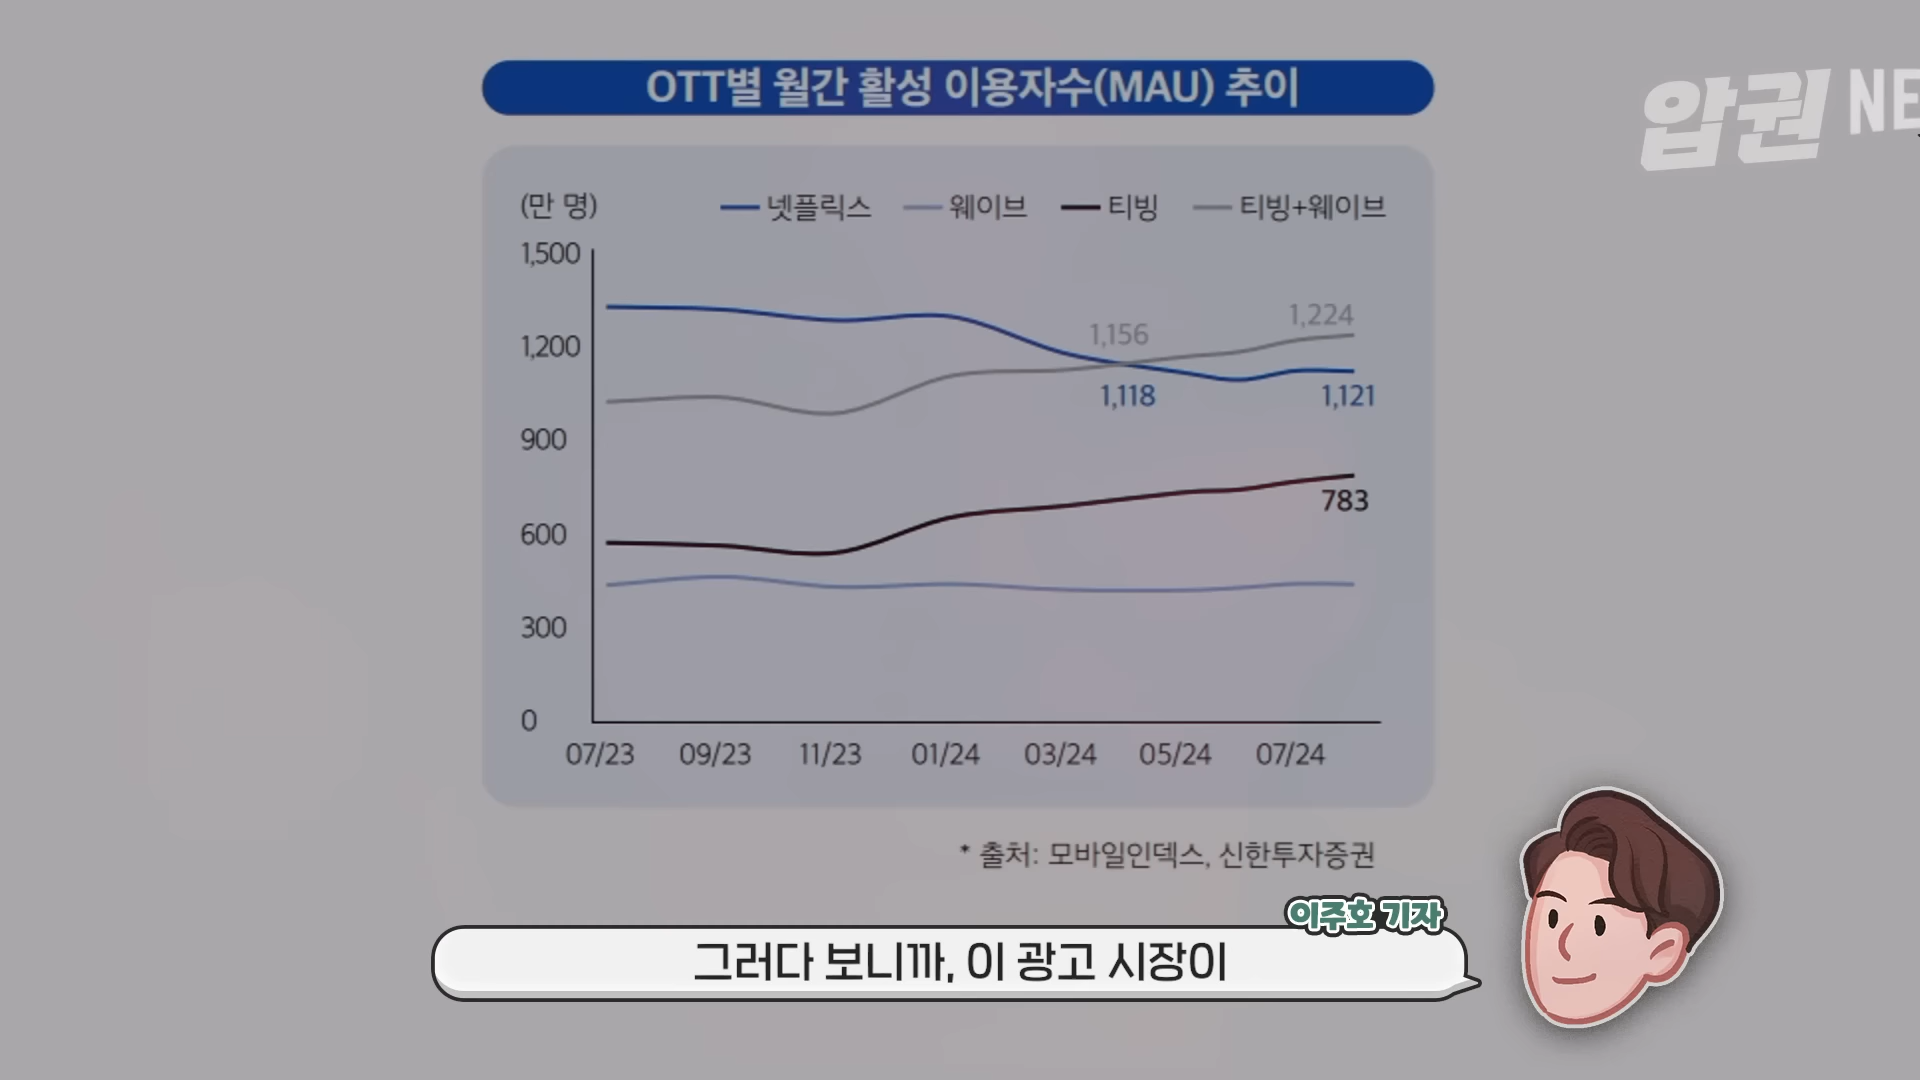 OTT별 월간 활성 이용자수(MAU) 추이
압권 NE
(만 명)
넷플릭스 웨이브 티빙 티빙+웨이브
1,500
1,200
900
600
300
0
1,156
1,224
1,118
1,121
783
07/23 09/23 11/23 01/24 03/24 05/24 07/24
* 출처: 모바일인덱스, 신한투자증권
이주호 기자
그러다 보니까, 이 광고 시장이